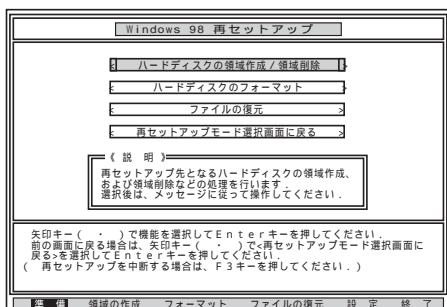 Windows 98 再セットアップ
< ハードディスクの領域作成/領域削除 >
< ハードディスクのフォーマット >
< ファイルの復元 >
< 再セットアップモード選択画面に戻る >
《 説 明 》
再セットアップ先となるハードディスクの領域作成、
および領域削除などの処理を行います.
選択後は、メッセージに従って操作してください.
矢印キー( ・ )で機能を選択してEnterキーを押してください.
前の画面に戻る場合は、矢印キー( ・ )で<再セットアップモード選択画面に
戻る>を選択してEnterキーを押してください.
( 再セットアップを中断する場合は、F3キーを押してください.)
準 備 領域の作成 フォーマット ファイルの復元 設 定 終 了